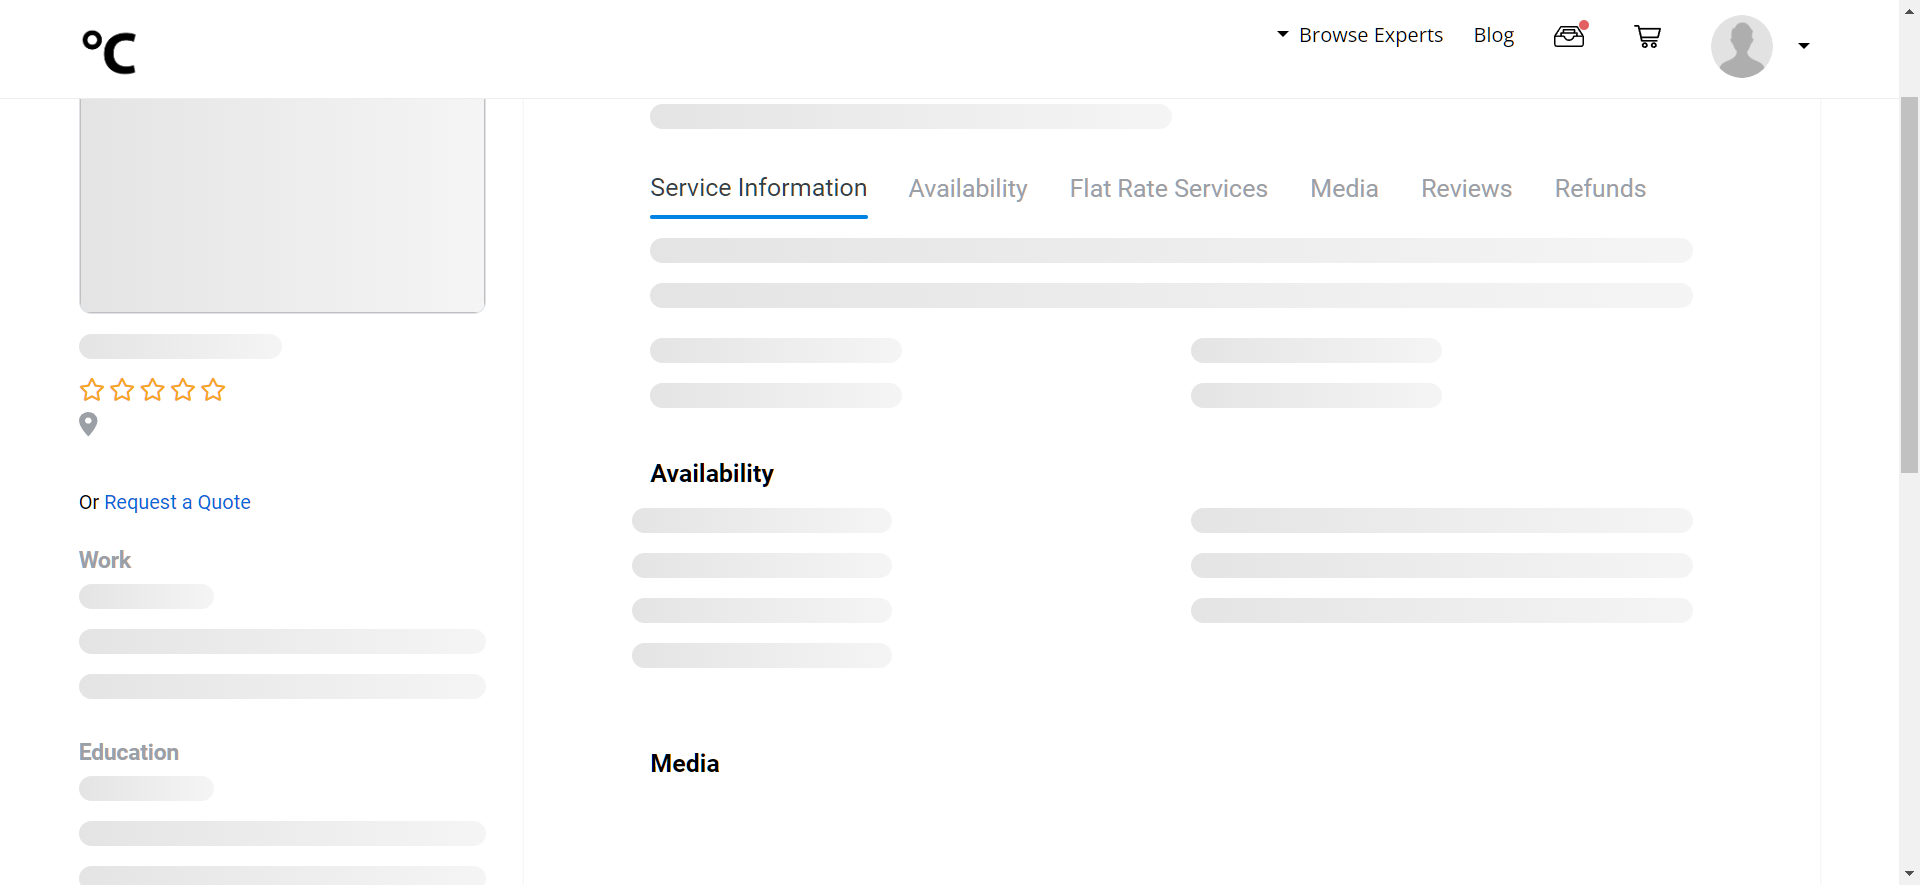 °C
Browse Experts Blog
Service Information Availability Flat Rate Services Media Reviews Refunds
Or Request a Quote
Work
Education
Availability
Media